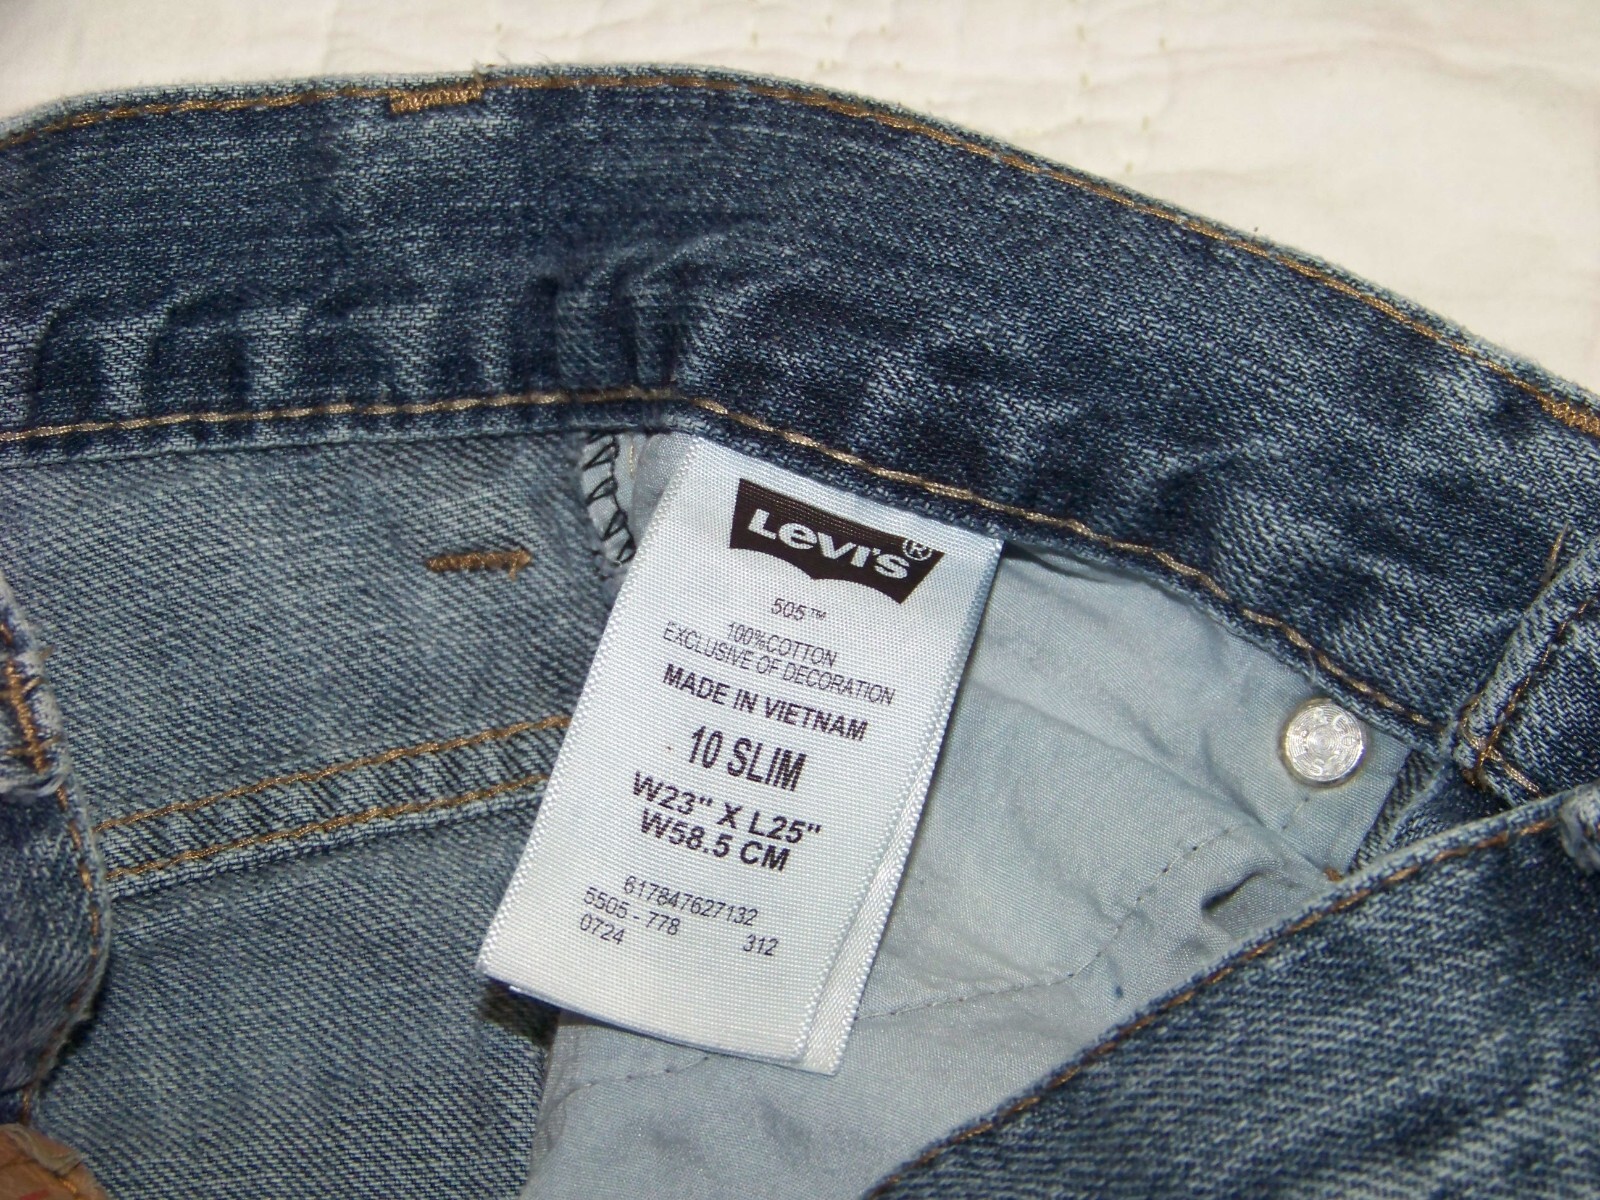 Levi's®
505™
100%COTTON
EXCLUSIVE OF DECORATION
MADE IN VIETNAM
10 SLIM
W23" X L25"
W58.5 CM
617847627132
5505 - 778 312
0724